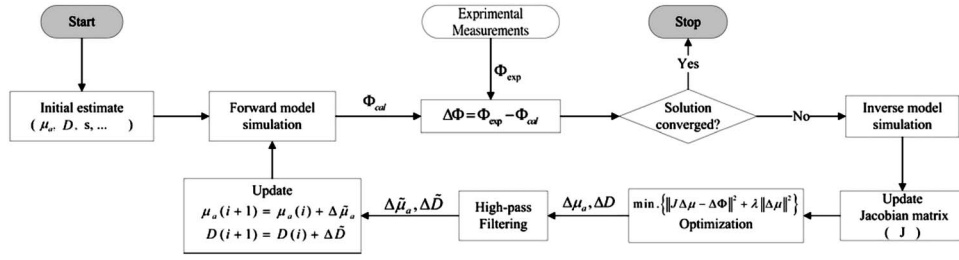 Start
Exprimental
Measurements
Stop
Φexp
Yes
Initial estimate
( μa, D, s, ... )
Forward model
simulation
Φcal
ΔΦ = Φexp − Φcal
Solution
converged?
No
Inverse model
simulation
Update
Jacobian matrix
( J )
min.{‖JΔμ − ΔΦ‖² + λ‖Δμ‖²}
Optimization
Δμa, ΔD
High-pass
Filtering
Δμ̃a, ΔD̃
Update
μa(i+1) = μa(i) + Δμ̃a
D(i+1) = D(i) + ΔD̃